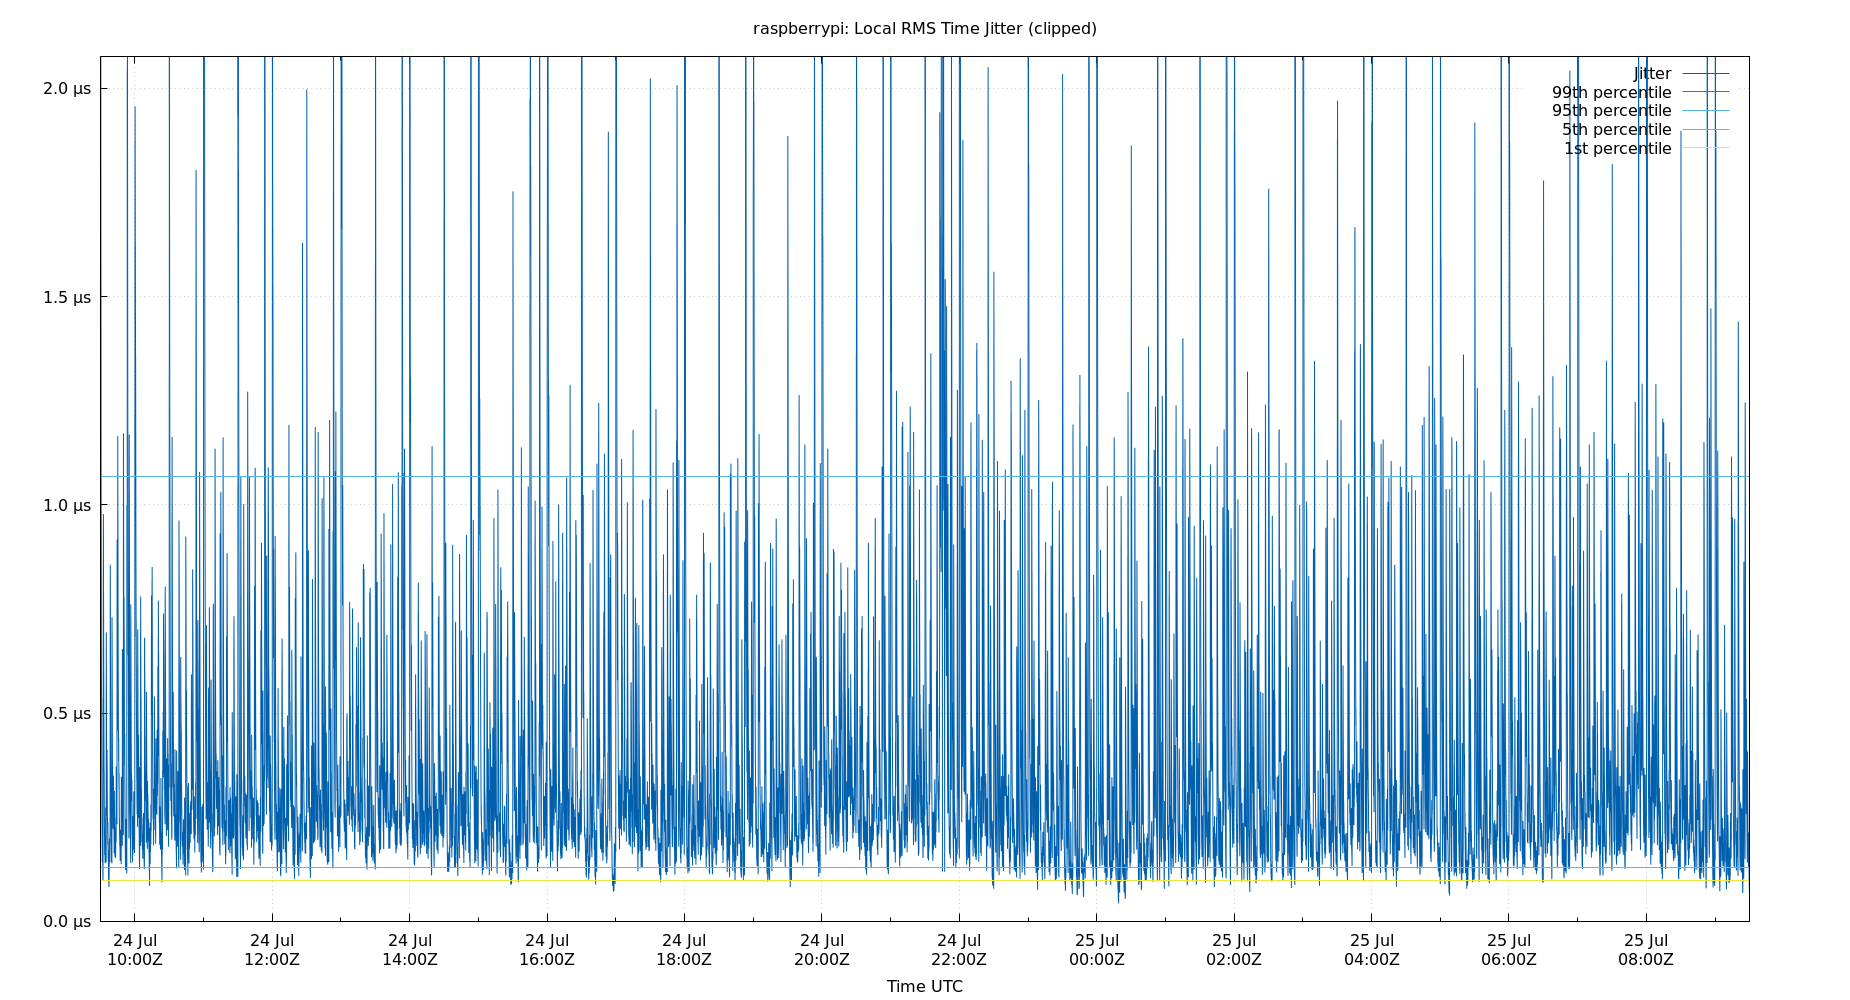 raspberrypi: Local RMS Time Jitter (clipped)
2.0 µs
1.5 µs
1.0 µs
0.5 µs
0.0 µs
Jitter
99th percentile
95th percentile
5th percentile
1st percentile
24 Jul 24 Jul 24 Jul 24 Jul 24 Jul 24 Jul 24 Jul 25 Jul 25 Jul 25 Jul 25 Jul 25 Jul
10:00Z 12:00Z 14:00Z 16:00Z 18:00Z 20:00Z 22:00Z 00:00Z 02:00Z 04:00Z 06:00Z 08:00Z
Time UTC